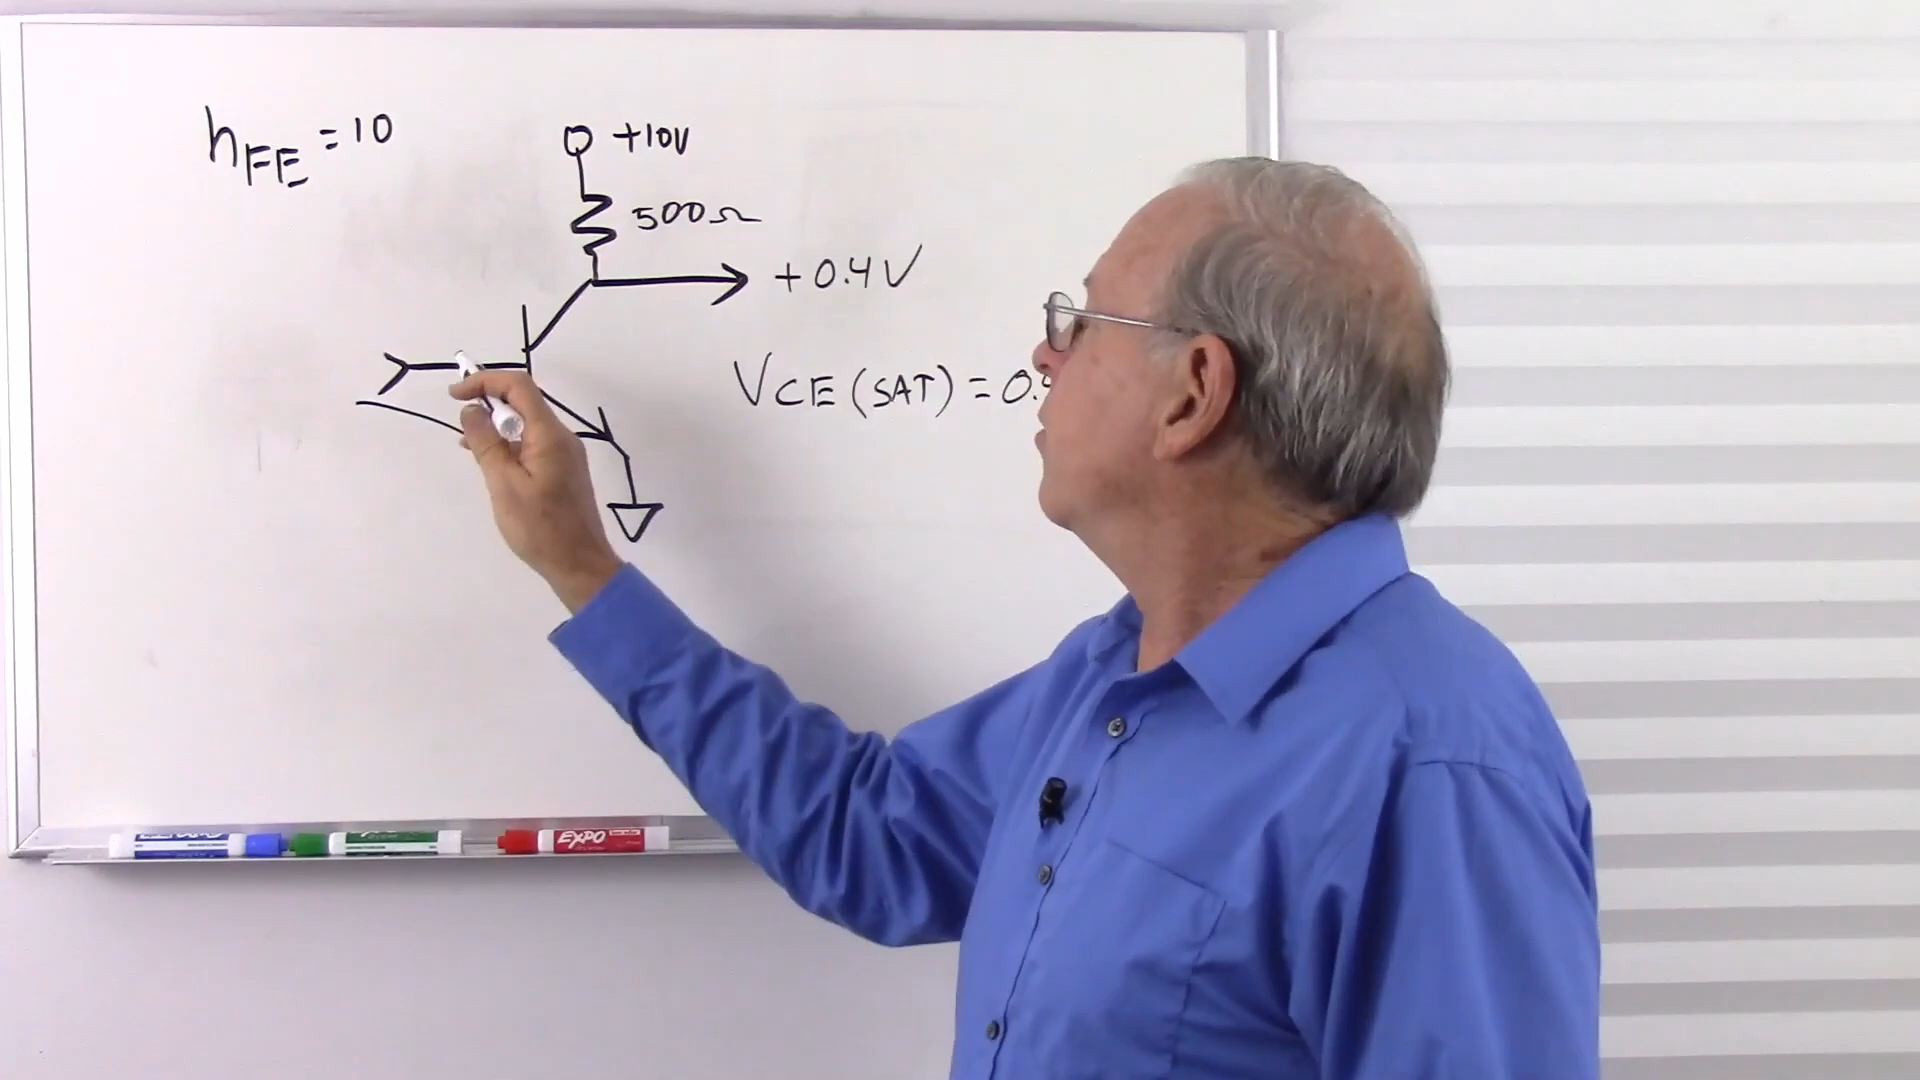 hFE = 10
+10V
500Ω
+0.4V
VCE (SAT) = 0.
EXPO